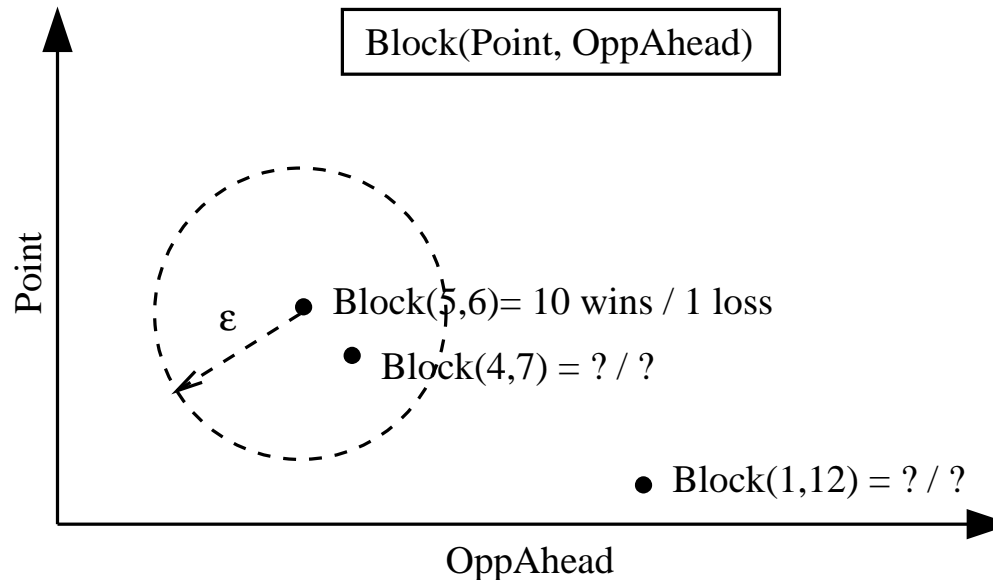 Block(Point, OppAhead)
Point
ε
Block(5,6)= 10 wins / 1 loss
Block(4,7) = ? / ?
Block(1,12) = ? / ?
OppAhead